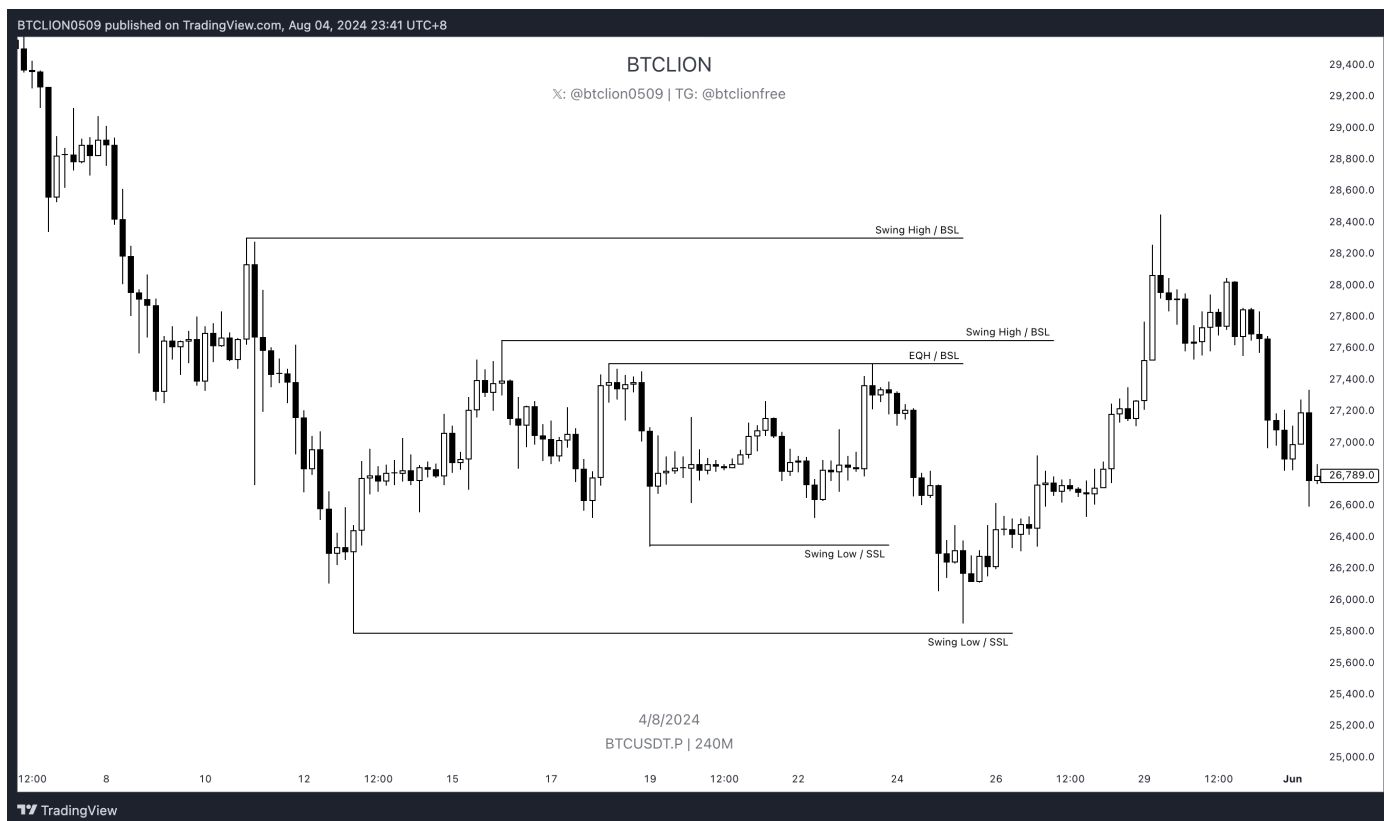 BTCLION0509 published on TradingView.com, Aug 04, 2024 23:41 UTC+8
BTCLION
𝕏: @btclion0509 | TG: @btclionfree
29,400.0
29,200.0
29,000.0
28,800.0
28,600.0
28,400.0
Swing High / BSL
28,200.0
28,000.0
27,800.0
Swing High / BSL
27,600.0
EQH / BSL
27,400.0
27,200.0
27,000.0
26,789.0
26,600.0
26,400.0
Swing Low / SSL
26,200.0
26,000.0
25,800.0
Swing Low / SSL
25,600.0
25,400.0
25,200.0
4/8/2024
BTCUSDT.P | 240M
25,000.0
12:00 8 10 12 12:00 15 17 19 12:00 22 24 26 12:00 29 12:00 Jun
TradingView